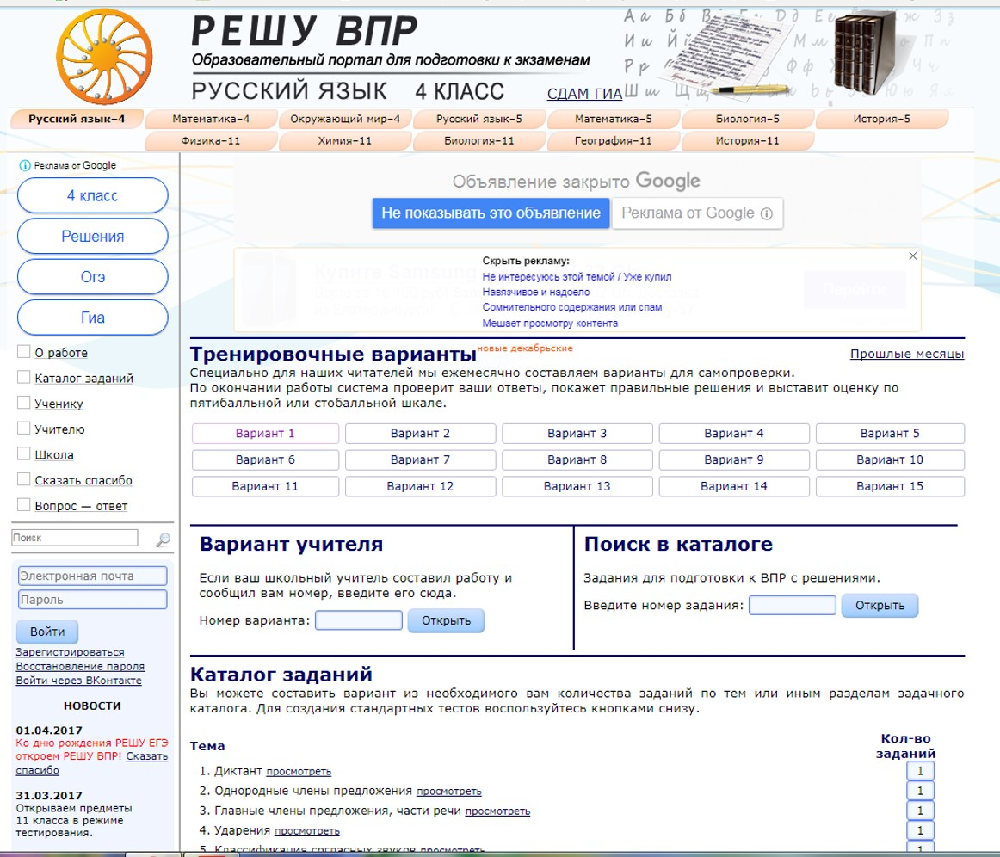 РЕШУ ВПР
Образовательный портал для подготовки к экзаменам
РУССКИЙ ЯЗЫК 4 КЛАСС
СДАМ ГИА
Аа Бб Дд
Ии Мм
Рр Фф
Шш
Русский язык–4 Математика–4 Окружающий мир–4 Русский язык–5 Математика–5 Биология–5 История–5
Физика–11 Химия–11 Биология–11 География–11 История–11
Реклама от Google
4 класс
Решения
Огэ
Гиа
О работе
Каталог заданий
Ученику
Учителю
Школа
Сказать спасибо
Вопрос — ответ
Поиск
Электронная почта
Пароль
Войти
Зарегистрироваться
Восстановление пароля
Войти через ВКонтакте
НОВОСТИ
01.04.2017
Ко дню рождения РЕШУ ЕГЭ
откроем РЕШУ ВПР! Сказать
спасибо
31.03.2017
Открываем предметы
11 класса в режиме
тестирования.
Объявление закрыто Google
Не показывать это объявление Реклама от Google
Скрыть рекламу:
Не интересуюсь этой темой / Уже купил
Навязчивое и надоело
Сомнительного содержания или спам
Мешает просмотру контента
Купите Samsung
Перейти
Тренировочные варианты новые декабрьские
Прошлые месяцы
Специально для наших читателей мы ежемесячно составляем варианты для самопроверки.
По окончании работы система проверит ваши ответы, покажет правильные решения и выставит оценку по
пятибалльной или стобалльной шкале.
Вариант 1 Вариант 2 Вариант 3 Вариант 4 Вариант 5
Вариант 6 Вариант 7 Вариант 8 Вариант 9 Вариант 10
Вариант 11 Вариант 12 Вариант 13 Вариант 14 Вариант 15
Вариант учителя
Если ваш школьный учитель составил работу и
сообщил вам номер, введите его сюда.
Номер варианта: Открыть
Поиск в каталоге
Задания для подготовки к ВПР с решениями.
Введите номер задания: Открыть
Каталог заданий
Вы можете составить вариант из необходимого вам количества заданий по тем или иным разделам задачного
каталога. Для создания стандартных тестов воспользуйтесь кнопками снизу.
Тема Кол-во
заданий
1. Диктант просмотреть 1
2. Однородные члены предложения просмотреть 1
3. Главные члены предложения, части речи просмотреть 1
4. Ударения просмотреть 1
5. Классификация согласных звуков просмотреть 1